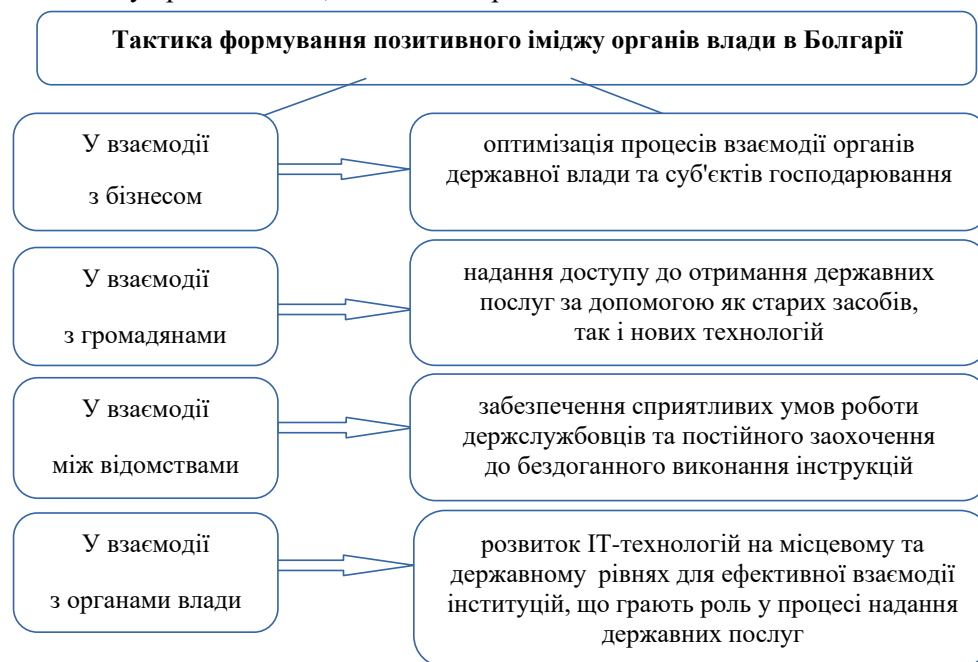 Тактика формування позитивного іміджу органів влади в Болгарії
У взаємодії
з бізнесом
оптимізація процесів взаємодії органів
державної влади та суб'єктів господарювання
У взаємодії
з громадянами
надання доступу до отримання державних
послуг за допомогою як старих засобів,
так і нових технологій
У взаємодії
між відомствами
забезпечення сприятливих умов роботи
держслужбовців та постійного заохочення
до бездоганного виконання інструкцій
У взаємодії
з органами влади
розвиток ІТ-технологій на місцевому та
державному рівнях для ефективної взаємодії
інституцій, що грають роль у процесі надання
державних послуг